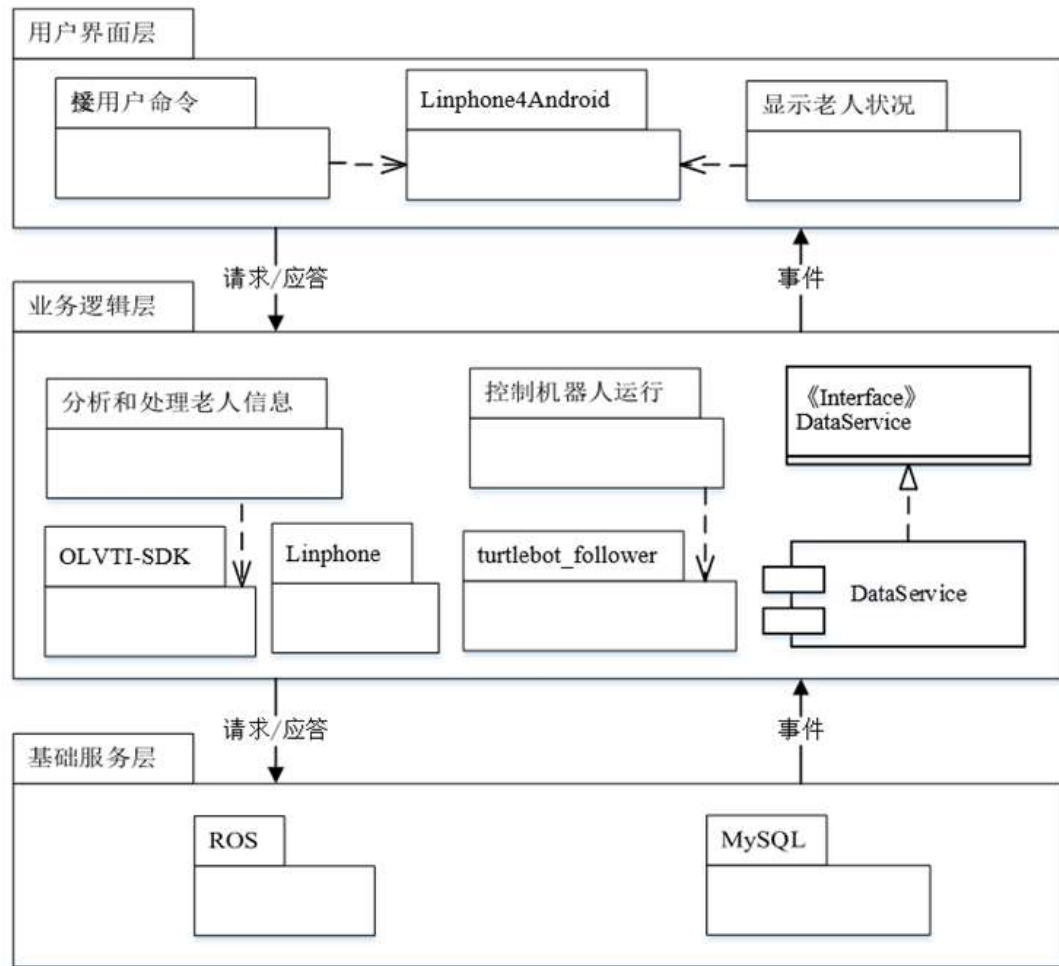 用户界面层
用户命令
Linphone4Android
显示老人状况
请求/应答
事件
业务逻辑层
分析和处理老人信息
控制机器人运行
《Interface》
DataService
OLVTI-SDK
Linphone
turtlebot_follower
DataService
请求/应答
事件
基础服务层
ROS
MySQL